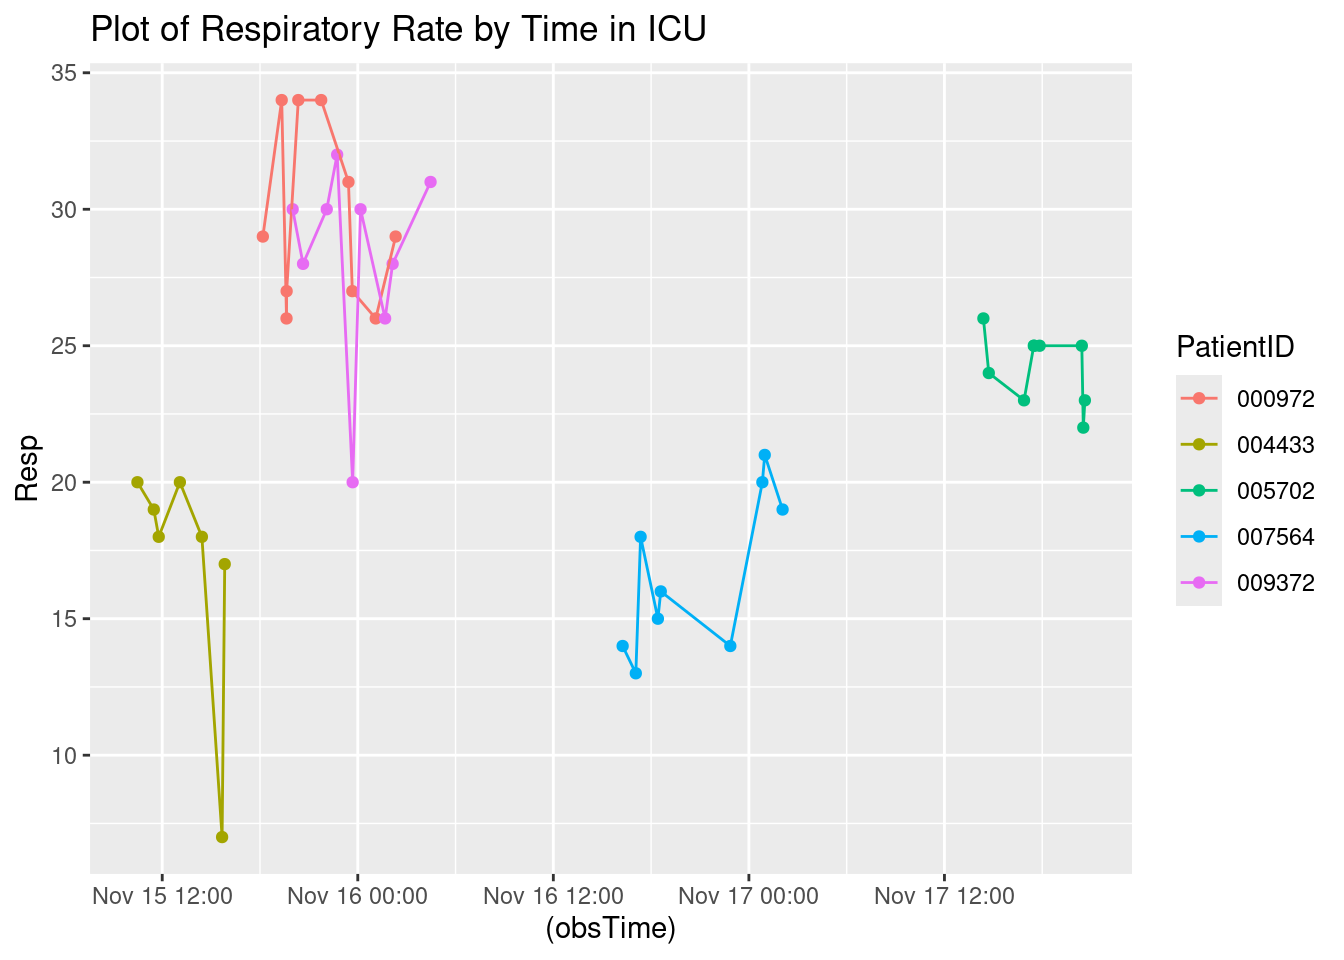 Plot of Respiratory Rate by Time in ICU
35
30
25
20
15
10
Resp
Nov 15 12:00 Nov 16 00:00 Nov 16 12:00 Nov 17 00:00 Nov 17 12:00
(obsTime)
PatientID
000972
004433
005702
007564
009372